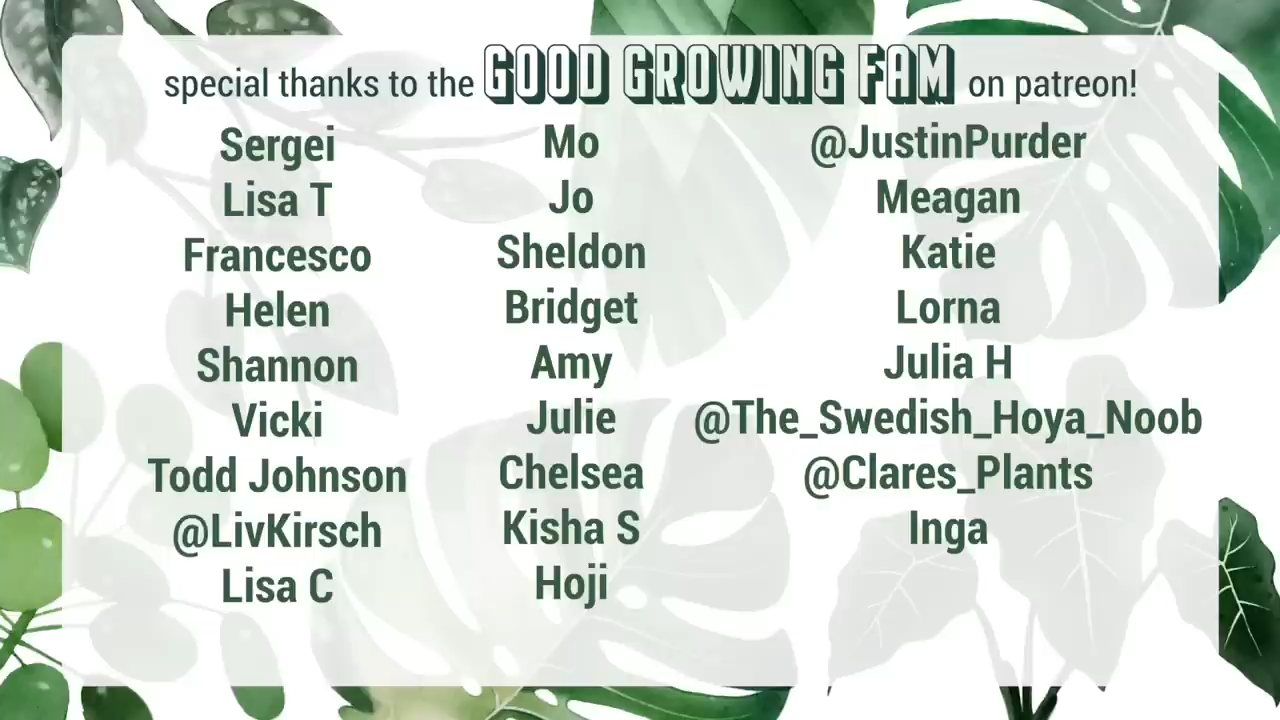 special thanks to the GOOD GROWING FAM on patreon!
Sergei
Lisa T
Francesco
Helen
Shannon
Vicki
Todd Johnson
@LivKirsch
Lisa C
Mo
Jo
Sheldon
Bridget
Amy
Julie
Chelsea
Kisha S
Hoji
@JustinPurder
Meagan
Katie
Lorna
Julia H
@The_Swedish_Hoya_Noob
@Clares_Plants
Inga